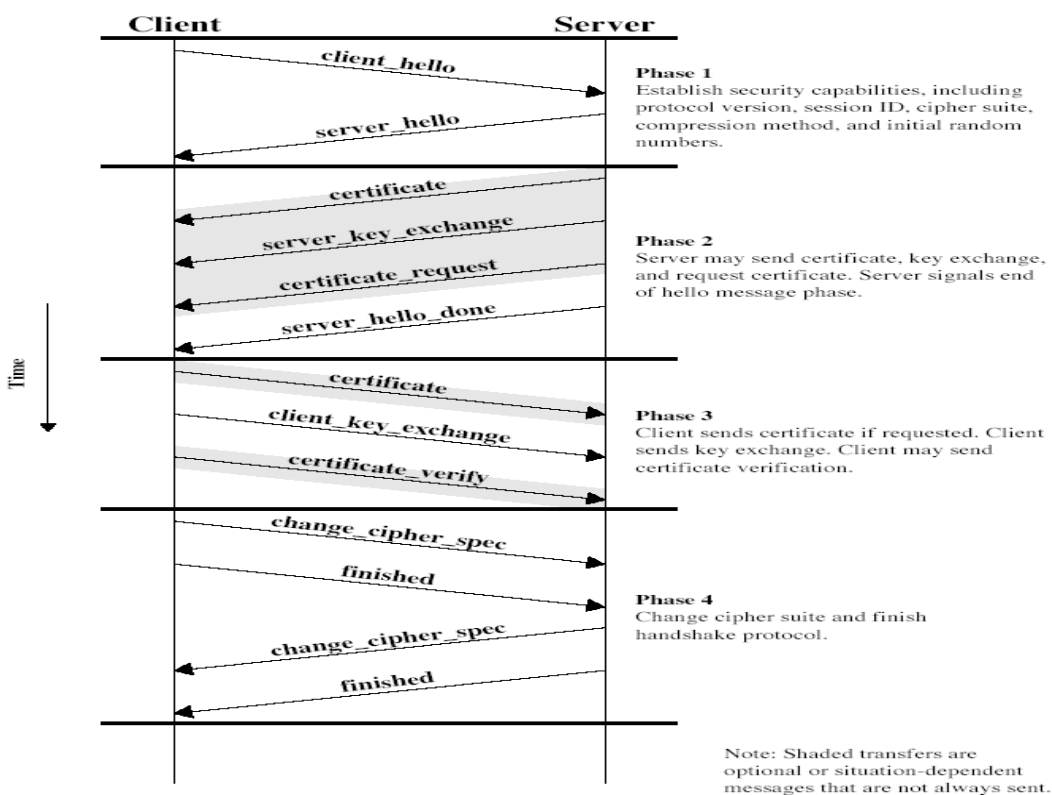 Client
Server
client_hello
server_hello
Phase 1
Establish security capabilities, including
protocol version, session ID, cipher suite,
compression method, and initial random
numbers.
certificate
server_key_exchange
certificate_request
server_hello_done
Phase 2
Server may send certificate, key exchange,
and request certificate. Server signals end
of hello message phase.
Time
certificate
client_key_exchange
certificate_verify
Phase 3
Client sends certificate if requested. Client
sends key exchange. Client may send
certificate verification.
change_cipher_spec
finished
change_cipher_spec
finished
Phase 4
Change cipher suite and finish
handshake protocol.
Note: Shaded transfers are
optional or situation-dependent
messages that are not always sent.